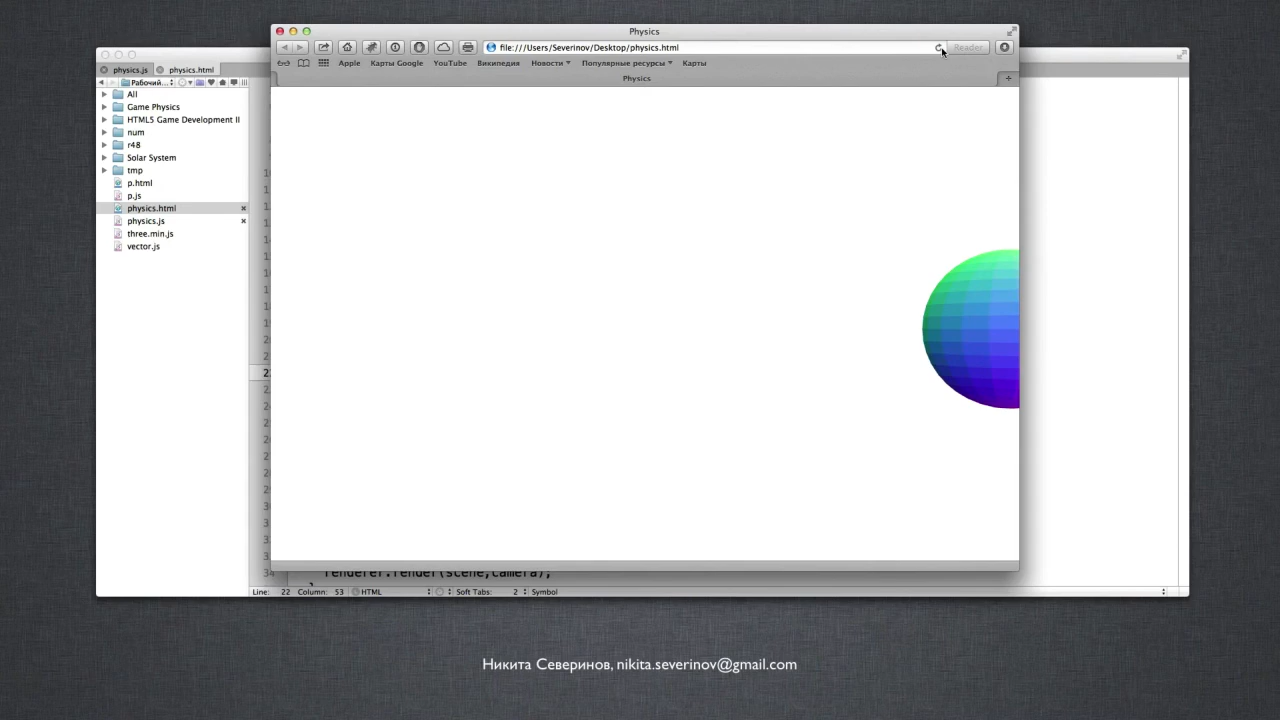 Physics
file:///Users/Severinov/Desktop/physics.html
Reader
Apple
Карты Google
YouTube
Википедия
Новости
Популярные ресурсы
Карты
Physics
physics.js
physics.html
Рабочий...
All
Game Physics
HTML5 Game Development II
num
r48
Solar System
tmp
p.html
p.js
physics.html
physics.js
three.min.js
vector.js
34
renderer.render(scene,camera);
Line: 22 Column: 53
HTML
Soft Tabs: 2
Symbol
Никита Северинов, nikita.severinov@gmail.com